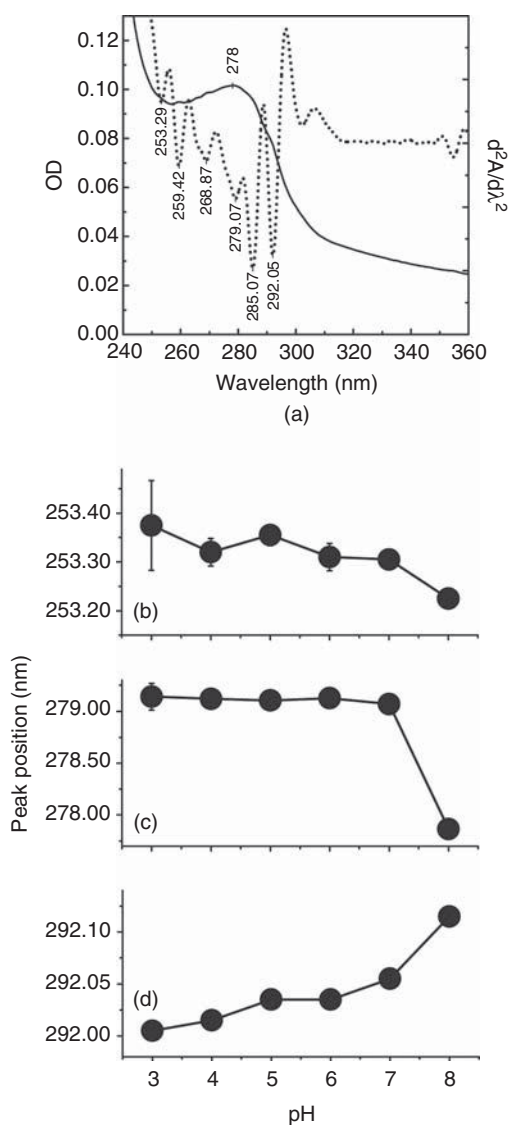 0.12
0.10
0.08
0.06
0.04
0.02
0.00
OD
d²A/dλ²
278
253.29
259.42
268.87
279.07
285.07
292.05
240 260 280 300 320 340 360
Wavelength (nm)
(a)
Peak position (nm)
253.40
253.30
253.20
(b)
279.00
278.50
278.00
(c)
292.10
292.05
292.00
(d)
3 4 5 6 7 8
pH